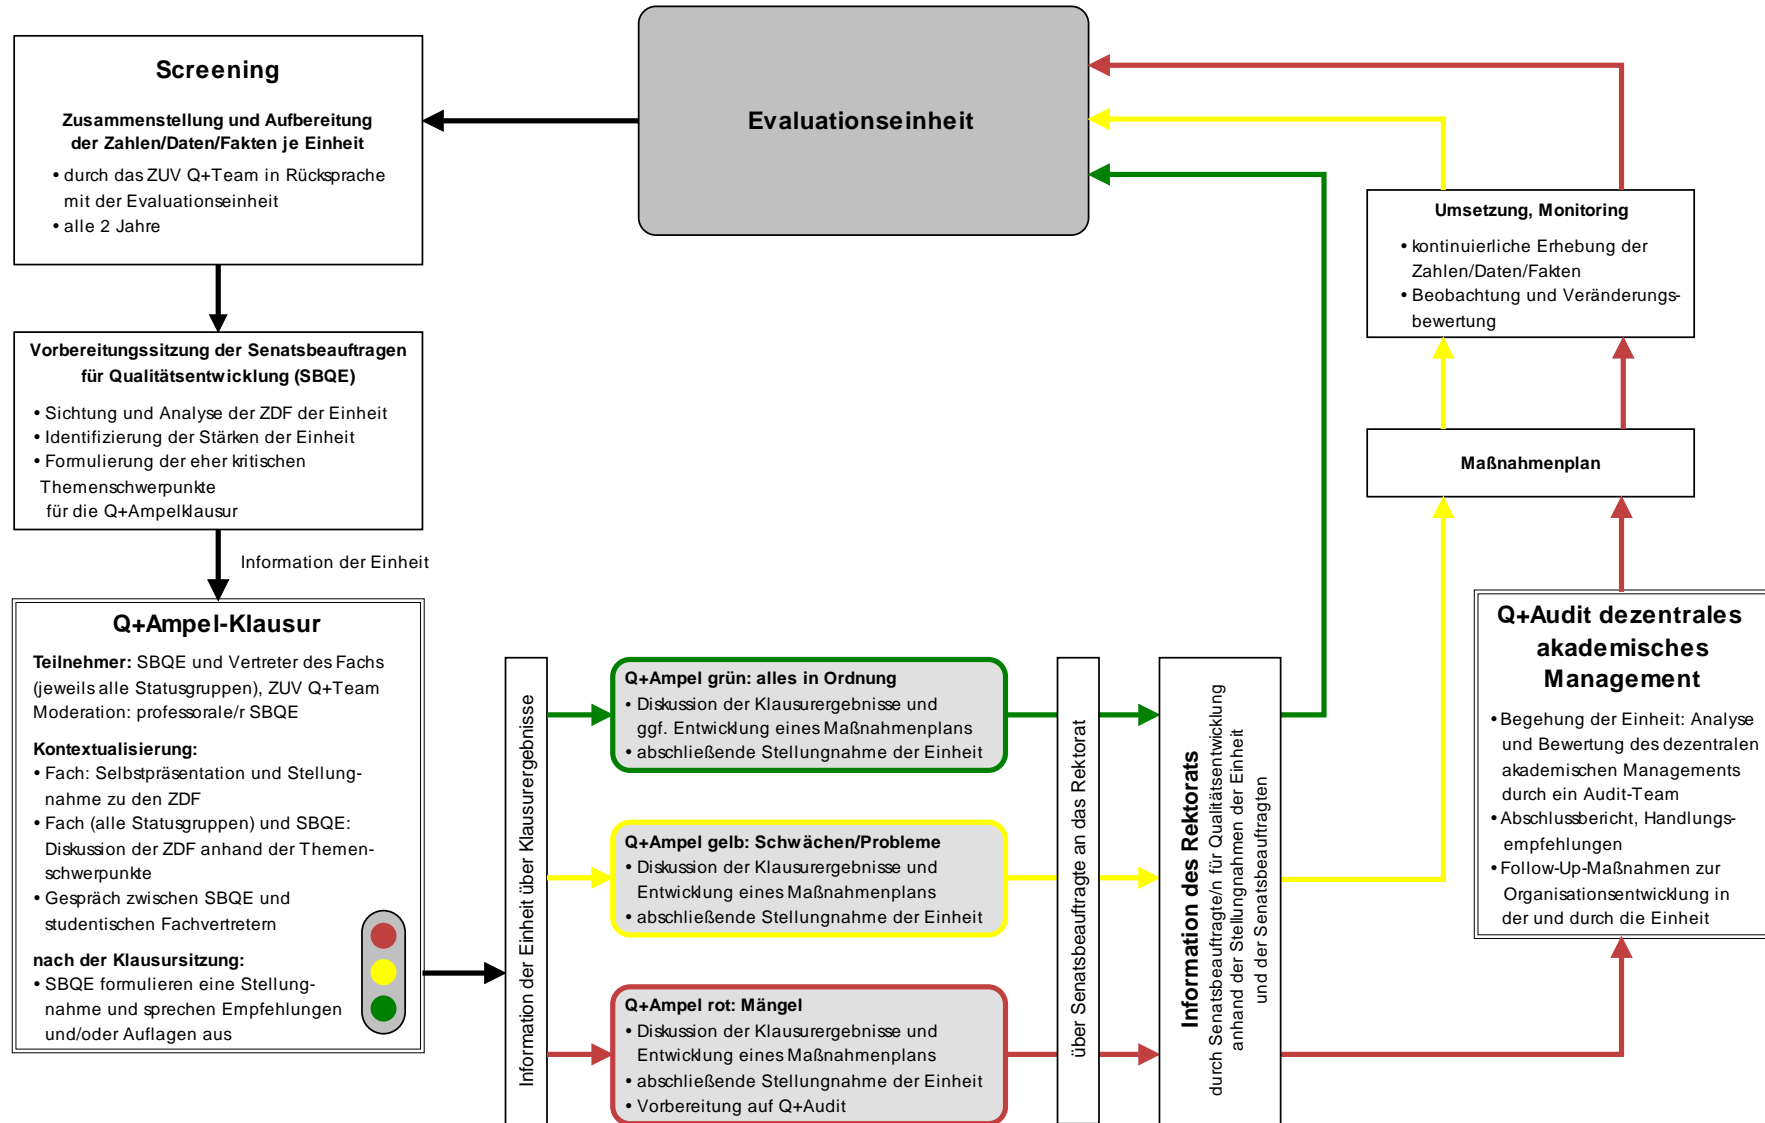 Screening
Zusammenstellung und Aufbereitung
der Zahlen/Daten/Fakten je Einheit
• durch das ZUV Q+Team in Rücksprache
mit der Evaluationseinheit
• alle 2 Jahre
Evaluationseinheit
Vorbereitungssitzung der Senatsbeauftragen
für Qualitätsentwicklung (SBQE)
• Sichtung und Analyse der ZDF der Einheit
• Identifizierung der Stärken der Einheit
• Formulierung der eher kritischen
Themenschwerpunkte
für die Q+Ampelklausur
Information der Einheit
Q+Ampel-Klausur
Teilnehmer: SBQE und Vertreter des Fachs
(jeweils alle Statusgruppen), ZUV Q+Team
Moderation: professorale/r SBQE
Kontextualisierung:
• Fach: Selbstpräsentation und Stellung-
nahme zu den ZDF
• Fach (alle Statusgruppen) und SBQE:
Diskussion der ZDF anhand der Themen-
schwerpunkte
• Gespräch zwischen SBQE und
studentischen Fachvertretern
nach der Klausursitzung:
• SBQE formulieren eine Stellung-
nahme und sprechen Empfehlungen
und/oder Auflagen aus
Information der Einheit über Klausurergebnisse
Q+Ampel grün: alles in Ordnung
• Diskussion der Klausurergebnisse und
ggf. Entwicklung eines Maßnahmenplans
• abschließende Stellungnahme der Einheit
Q+Ampel gelb: Schwächen/Probleme
• Diskussion der Klausurergebnisse und
Entwicklung eines Maßnahmenplans
• abschließende Stellungnahme der Einheit
Q+Ampel rot: Mängel
• Diskussion der Klausurergebnisse und
Entwicklung eines Maßnahmenplans
• abschließende Stellungnahme der Einheit
• Vorbereitung auf Q+Audit
über Senatsbeauftragte an das Rektorat
Information des Rektorats
durch Senatsbeauftragte/n für Qualitätsentwicklung
anhand der Stellungnahmen der Einheit
und der Senatsbeauftragten
Q+Audit dezentrales
akademisches
Management
• Begehung der Einheit: Analyse
und Bewertung des dezentralen
akademischen Managements
durch ein Audit-Team
• Abschlussbericht, Handlungs-
empfehlungen
• Follow-Up-Maßnahmen zur
Organisationsentwicklung in
der und durch die Einheit
Maßnahmenplan
Umsetzung, Monitoring
• kontinuierliche Erhebung der
Zahlen/Daten/Fakten
• Beobachtung und Veränderungs-
bewertung